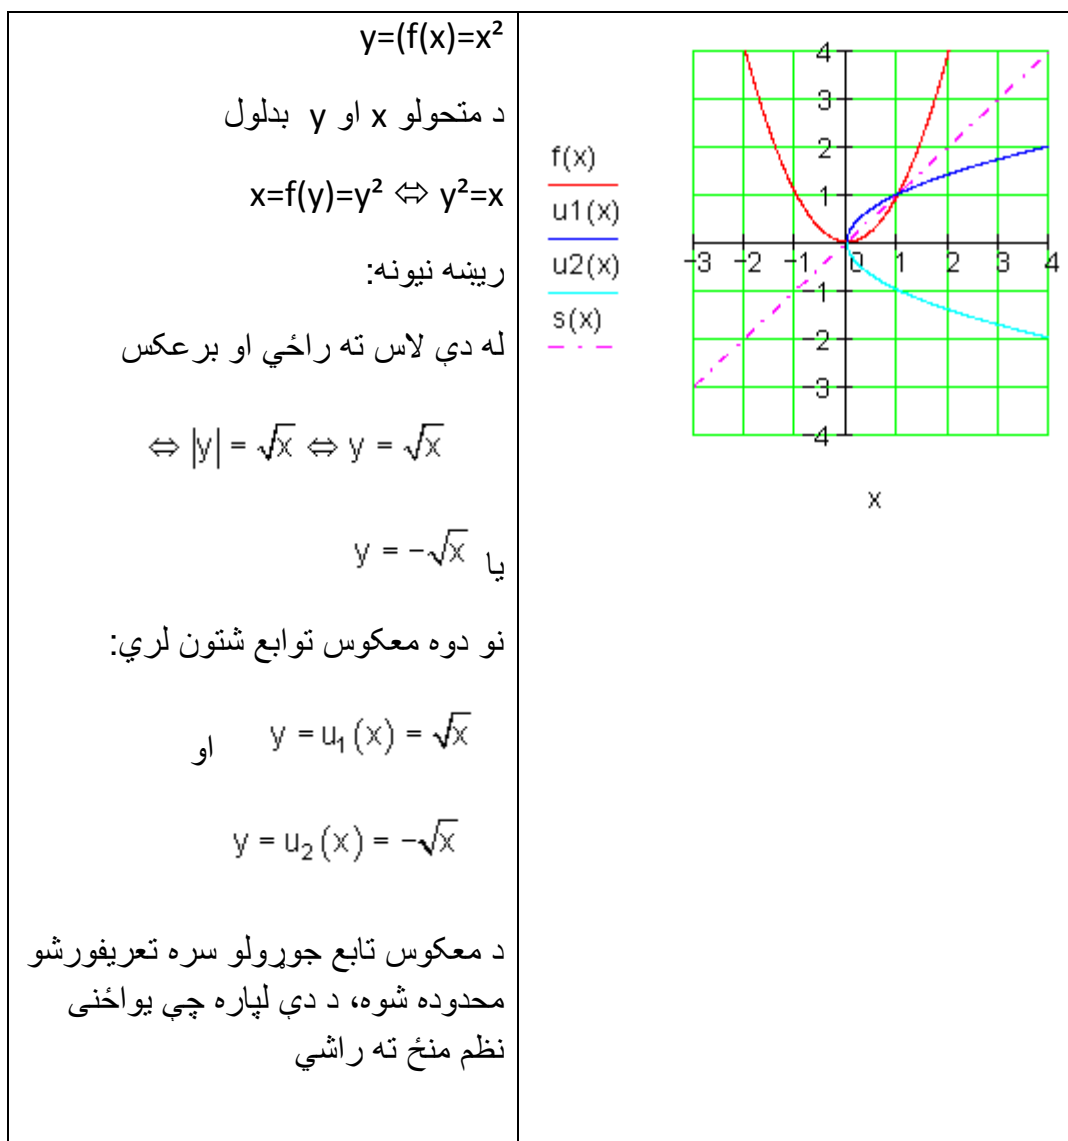 y=(f(x)=x²
د متحولو x او y بدلول
x=f(y)=y² ⇔ y²=x
ريښه نيونه:
له دې لاس ته راځي او برعکس
⇔ |y| = √x ⇔ y = √x
يا y = −√x
نو دوه معکوس توابع شتون لري:
y = u₁(x) = √x او
y = u₂(x) = −√x
د معکوس تابع جوړولو سره تعريفورشو
محدوده شوه، د دې لپاره چې يواځنی
نظم منځ ته راشي
f(x)
u1(x)
u2(x)
s(x)
4
3
2
1
−3 −2 −1 0 1 2 3 4
−1
−2
−3
−4
x